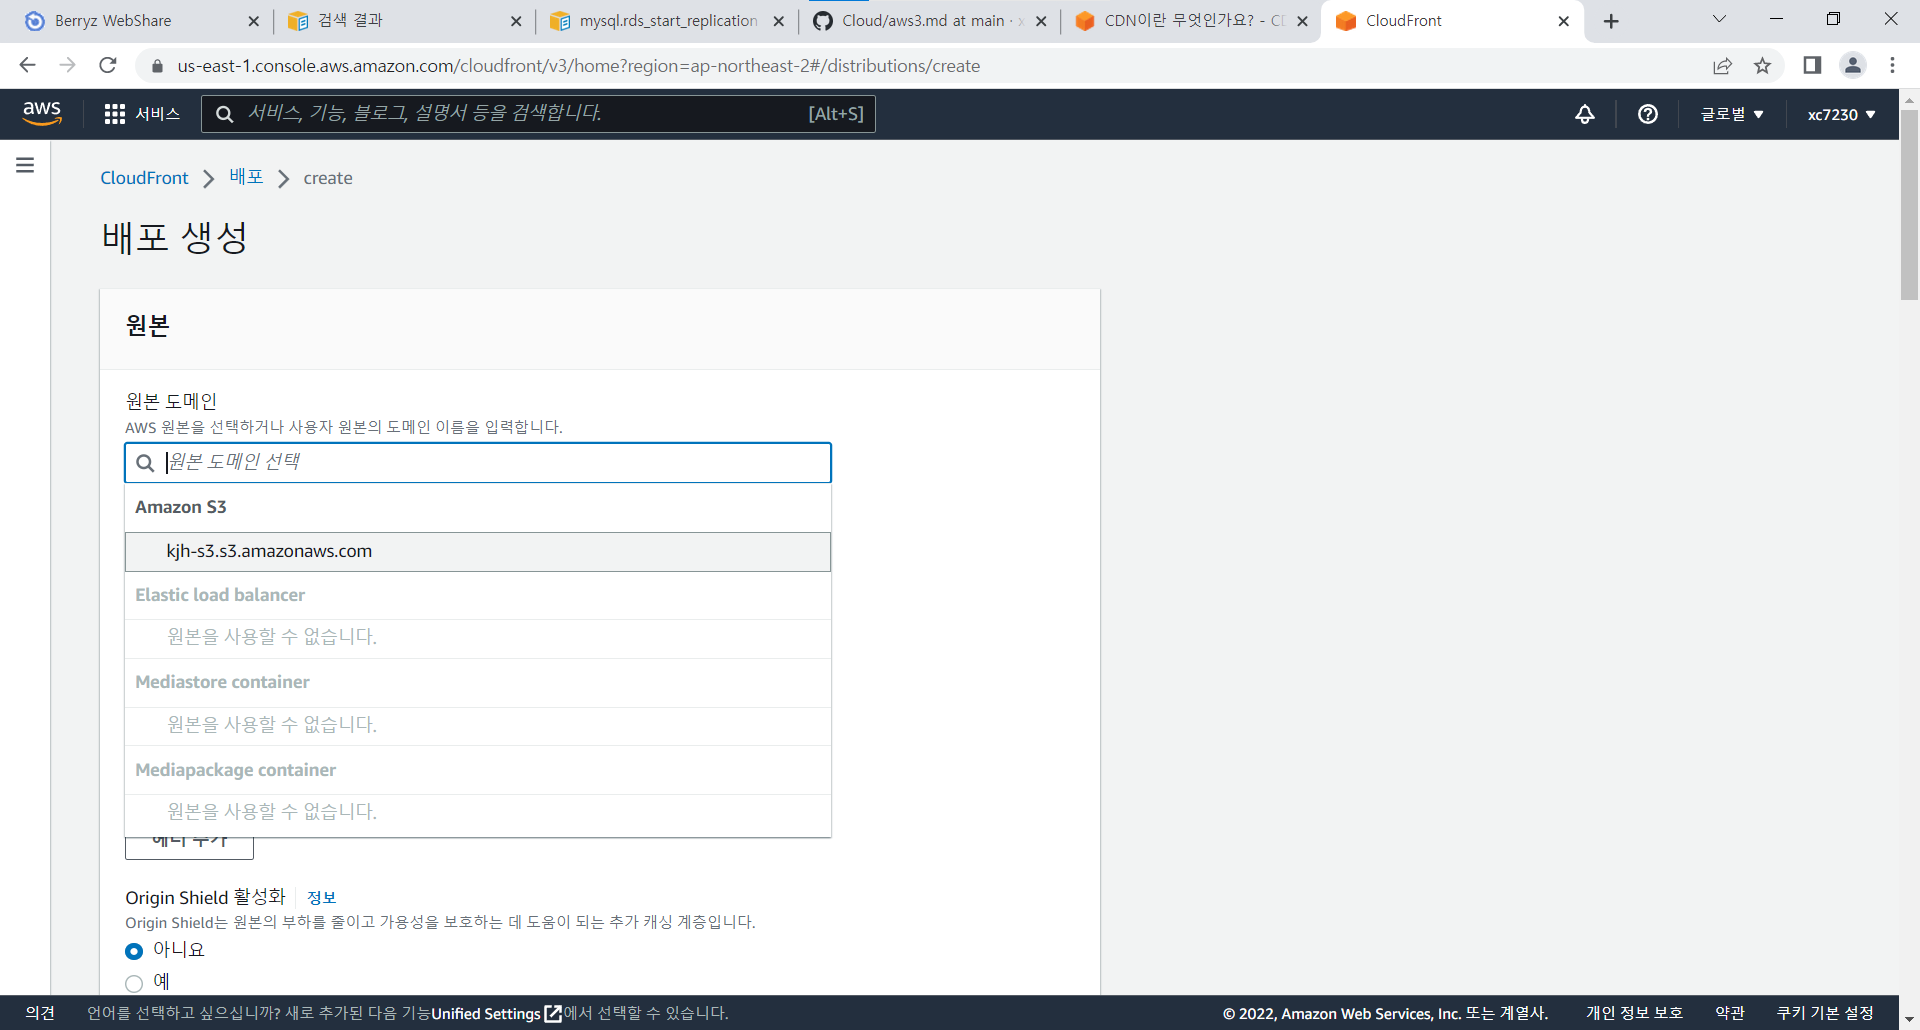 Berryz WebShare
검색 결과
mysql.rds_start_replication
Cloud/aws3.md at main ·
CDN이란 무엇인가요? -
CloudFront
us-east-1.console.aws.amazon.com/cloudfront/v3/home?region=ap-northeast-2#/distributions/create
aws
서비스
서비스, 기능, 블로그, 설명서 등을 검색합니다.
[Alt+S]
글로벌
xc7230
CloudFront
배포
create
배포 생성
원본
원본 도메인
AWS 원본을 선택하거나 사용자 원본의 도메인 이름을 입력합니다.
원본 도메인 선택
Amazon S3
kjh-s3.s3.amazonaws.com
Elastic load balancer
원본을 사용할 수 없습니다.
Mediastore container
원본을 사용할 수 없습니다.
Mediapackage container
원본을 사용할 수 없습니다.
헤더 추가
Origin Shield 활성화
정보
Origin Shield는 원본의 부하를 줄이고 가용성을 보호하는 데 도움이 되는 추가 캐싱 계층입니다.
아니요
예
의견
언어를 선택하고 싶으십니까? 새로 추가된 다음 기능Unified Settings에서 선택할 수 있습니다.
© 2022, Amazon Web Services, Inc. 또는 계열사.
개인 정보 보호
약관
쿠키 기본 설정